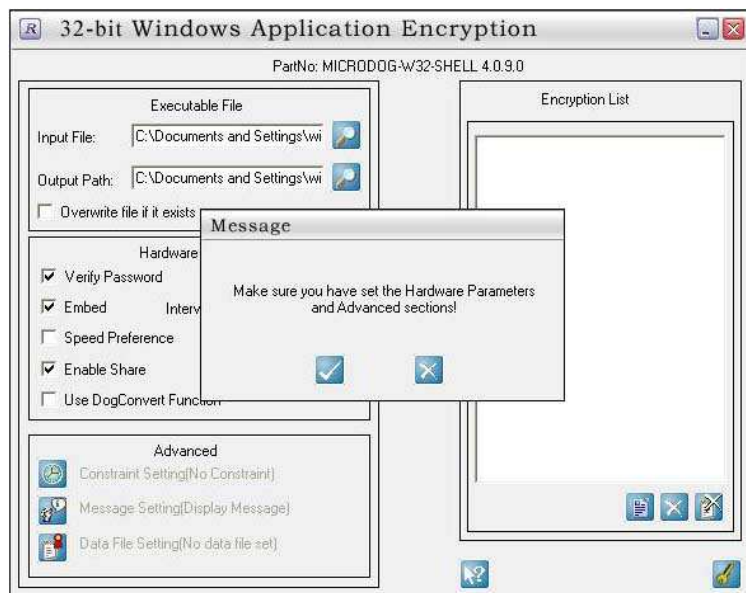 R 32-bit Windows Application Encryption
PartNo: MICRODOG-W32-SHELL 4.0.9.0
Executable File
Input File: C:\Documents and Settings\wi
Output Path: C:\Documents and Settings\wi
Overwrite file if it exists
Encryption List
Message
Make sure you have set the Hardware Parameters
and Advanced sections!
Hardware
Verify Password
Embed Interv
Speed Preference
Enable Share
Use DogConvert Function
Advanced
Constraint Setting(No Constraint)
Message Setting(Display Message)
Data File Setting(No data file set)